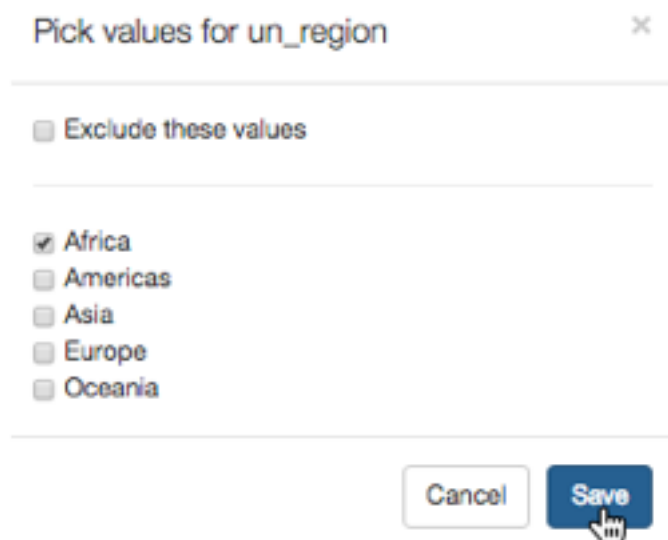 Pick values for un_region
×
Exclude these values
Africa
Americas
Asia
Europe
Oceania
Cancel Save